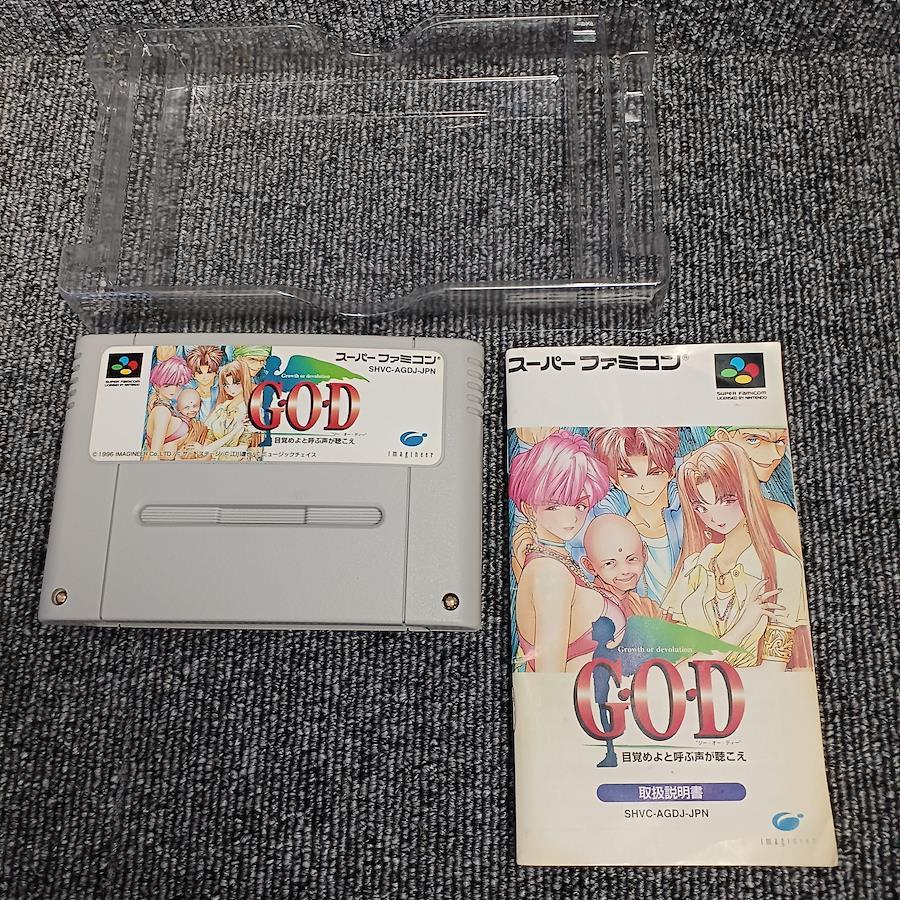 スーパーファミコン®
SHVC-AGDJ-JPN
SUPER FAMICOM
LICENSED BY NINTENDO
Growth or devolution
G・O・D
"ジー・オー・ディー"
目覚めよと呼ぶ声が聴こえ
imagineer
©1996 IMAGINEER Co.,LTD./
ミュージックチェイス
スーパーファミコン®
SUPER FAMICOM
LICENSED BY NINTENDO
Growth or devolution
G・O・D
"ジー・オー・ディー"
目覚めよと呼ぶ声が聴こえ
取扱説明書
SHVC-AGDJ-JPN
imagineer